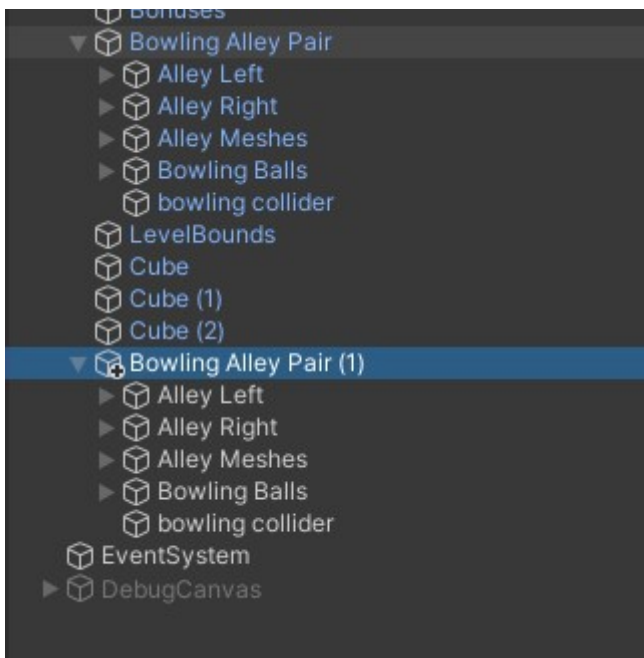 Bonuses
Bowling Alley Pair
Alley Left
Alley Right
Alley Meshes
Bowling Balls
bowling collider
LevelBounds
Cube
Cube (1)
Cube (2)
Bowling Alley Pair (1)
Alley Left
Alley Right
Alley Meshes
Bowling Balls
bowling collider
EventSystem
DebugCanvas